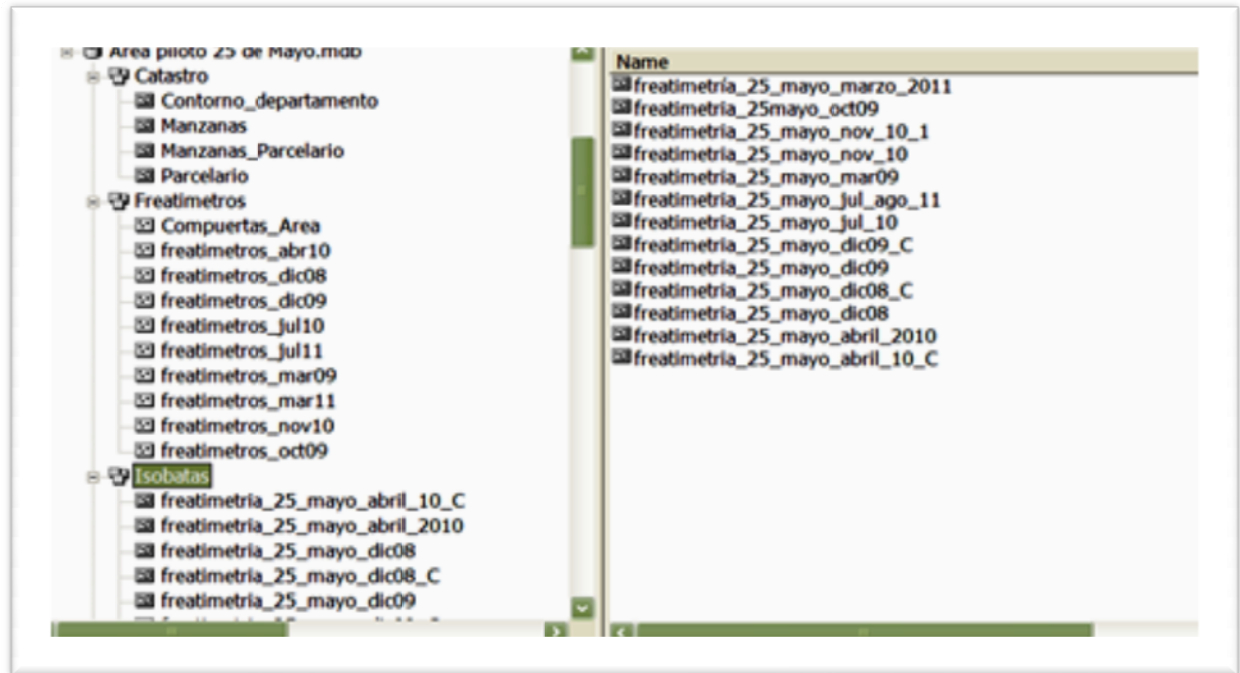 Area piloto 25 de Mayo.mdb
Catastro
Contorno_departamento
Manzanas
Manzanas_Parcelario
Parcelario
Freatimetros
Compuertas_Area
freatimetros_abr10
freatimetros_dic08
freatimetros_dic09
freatimetros_jul10
freatimetros_jul11
freatimetros_mar09
freatimetros_mar11
freatimetros_nov10
freatimetros_oct09
Isobatas
freatimetria_25_mayo_abril_10_C
freatimetria_25_mayo_abril_2010
freatimetria_25_mayo_dic08
freatimetria_25_mayo_dic08_C
freatimetria_25_mayo_dic09
Name
freatimetría_25_mayo_marzo_2011
freatimetria_25mayo_oct09
freatimetria_25_mayo_nov_10_1
freatimetria_25_mayo_nov_10
freatimetria_25_mayo_mar09
freatimetria_25_mayo_jul_ago_11
freatimetria_25_mayo_jul_10
freatimetria_25_mayo_dic09_C
freatimetria_25_mayo_dic09
freatimetria_25_mayo_dic08_C
freatimetria_25_mayo_dic08
freatimetria_25_mayo_abril_2010
freatimetria_25_mayo_abril_10_C